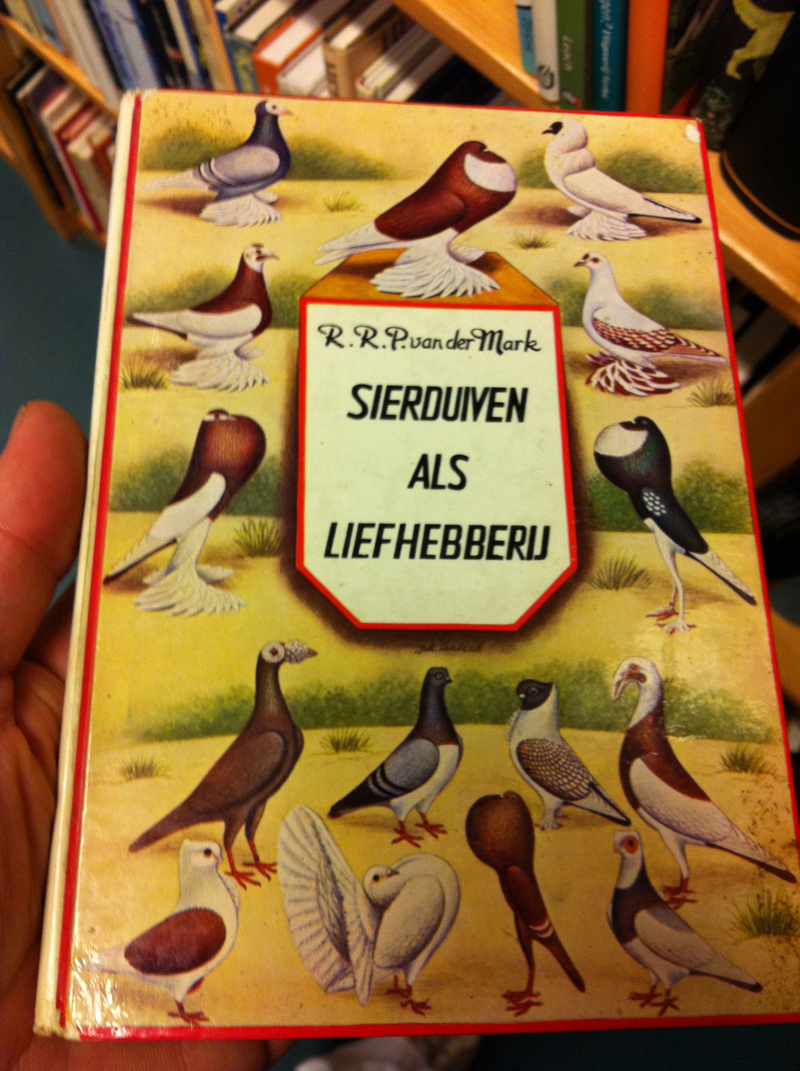 R.R.P. van der Mark
SIERDUIVEN
ALS
LIEFHEBBERIJ